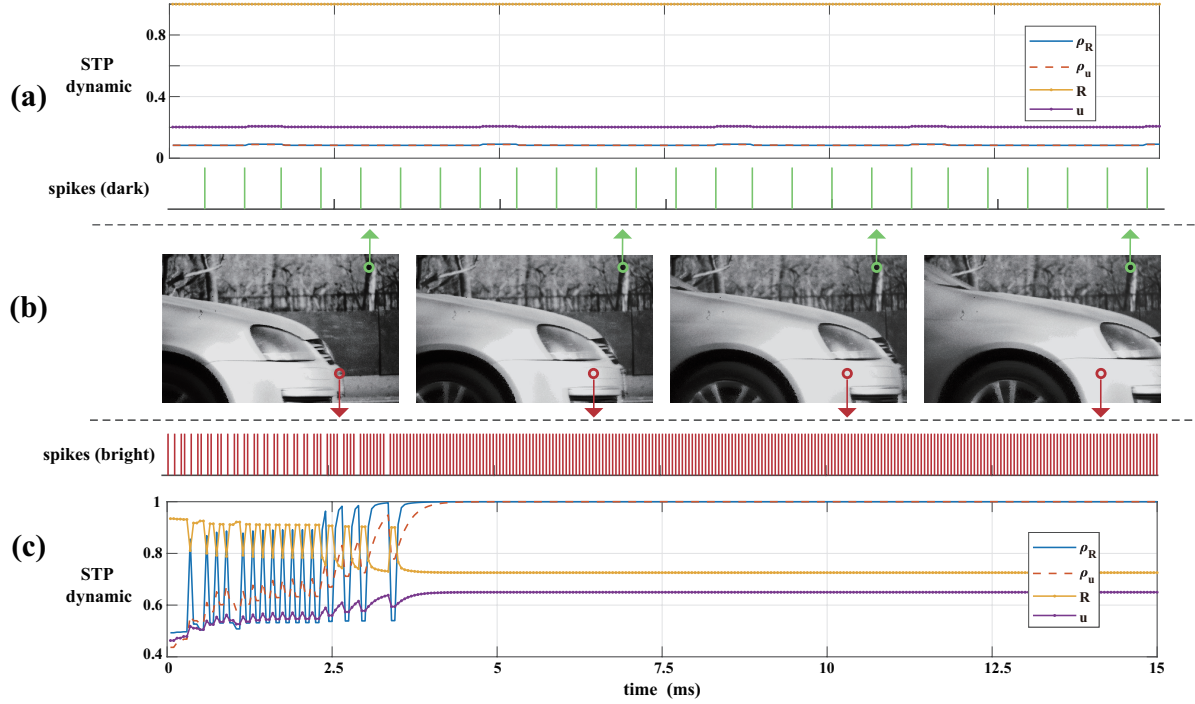 0.8
STP
dynamic
(a)
0.4
0
ρR
ρu
R
u
spikes (dark)
(b)
spikes (bright)
(c)
STP
dynamic
1
0.8
0.6
0.4
ρR
ρu
R
u
0
2.5
5
7.5
10
12.5
15
time (ms)